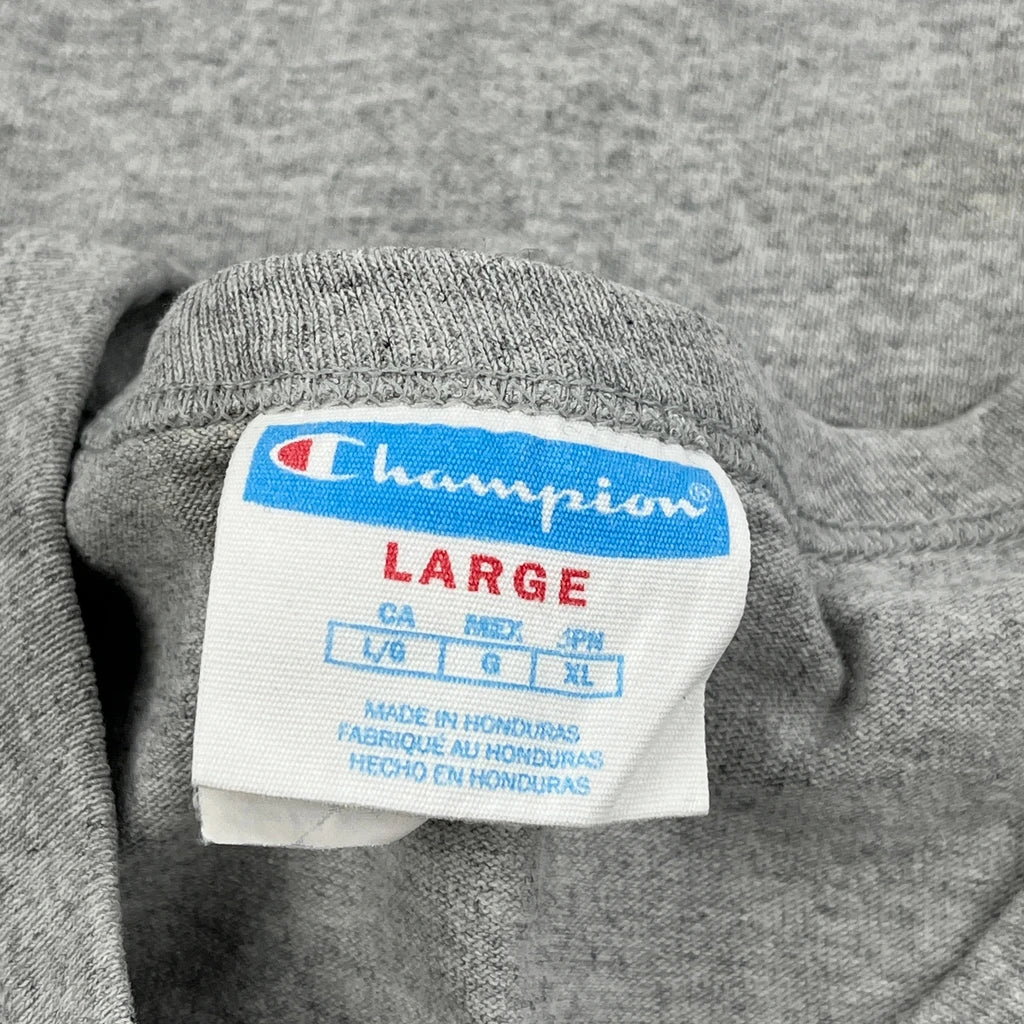 Champion®
LARGE
CA MEX JPN
L/G G XL
MADE IN HONDURAS
FABRIQUÉ AU HONDURAS
HECHO EN HONDURAS